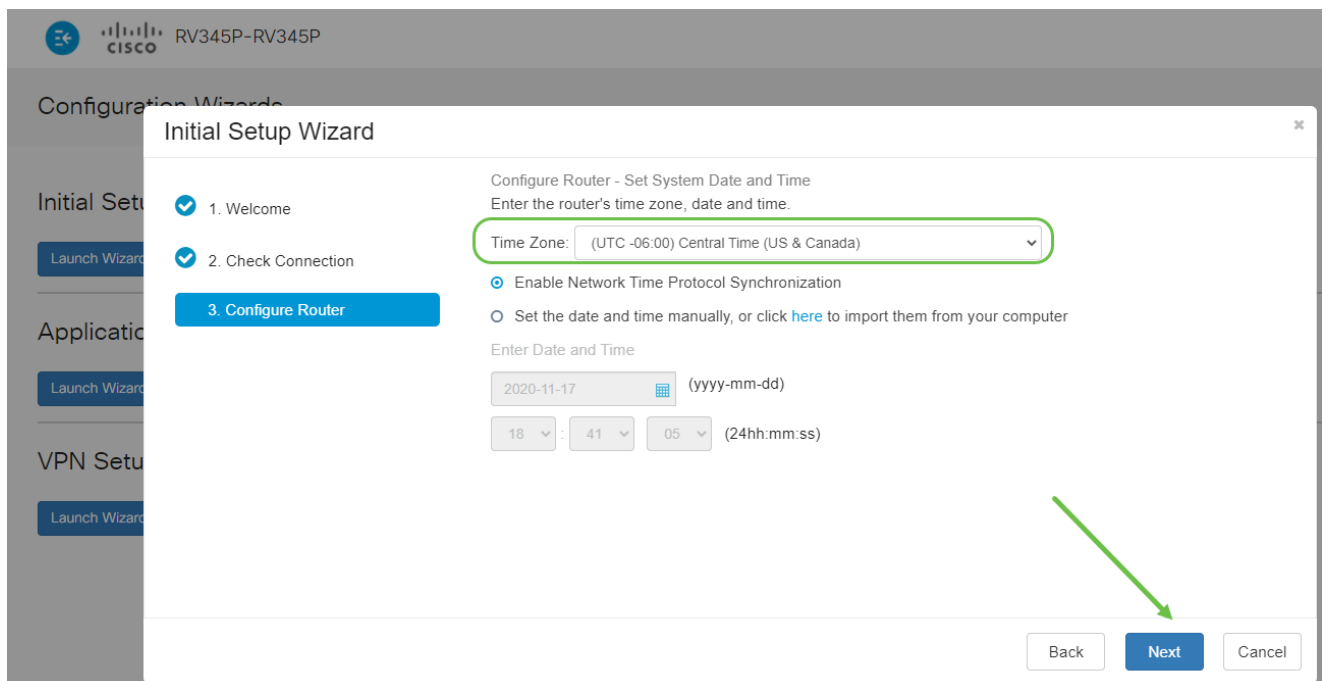 CISCO RV345P-RV345P
Configuration Wizards
Initial Setup Wizard
Initial Setu
Launch Wizard
Applicatio
Launch Wizard
VPN Setu
Launch Wizard
1. Welcome
2. Check Connection
3. Configure Router
Configure Router - Set System Date and Time
Enter the router's time zone, date and time.
Time Zone: (UTC -06:00) Central Time (US & Canada)
Enable Network Time Protocol Synchronization
Set the date and time manually, or click here to import them from your computer
Enter Date and Time
2020-11-17 (yyyy-mm-dd)
18 : 41 05 (24hh:mm:ss)
Back Next Cancel